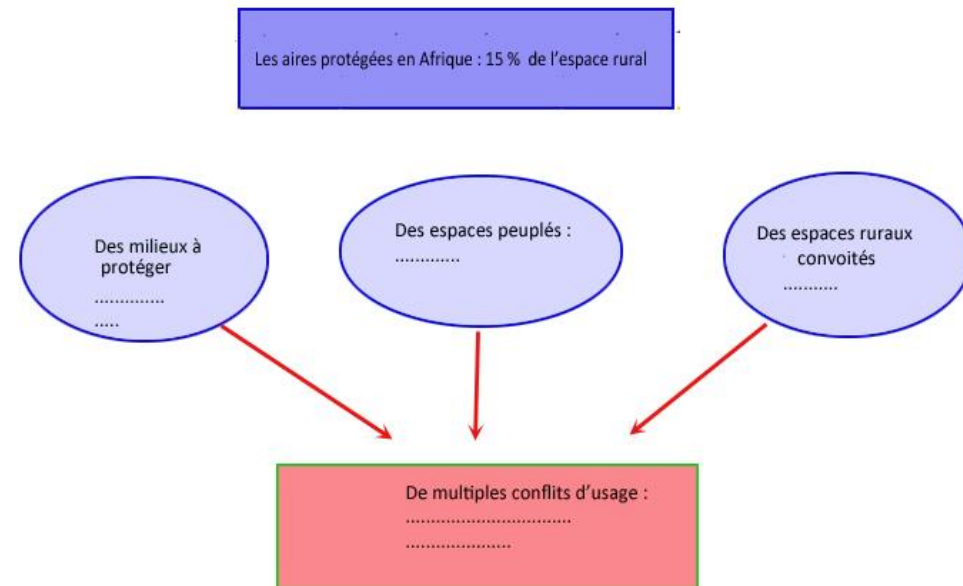 Les aires protégées en Afrique : 15 % de l'espace rural
Des milieux à
protéger
..............
.....
Des espaces peuplés :
.............
Des espaces ruraux
convoités
...........
De multiples conflits d'usage :
.................................
.....................